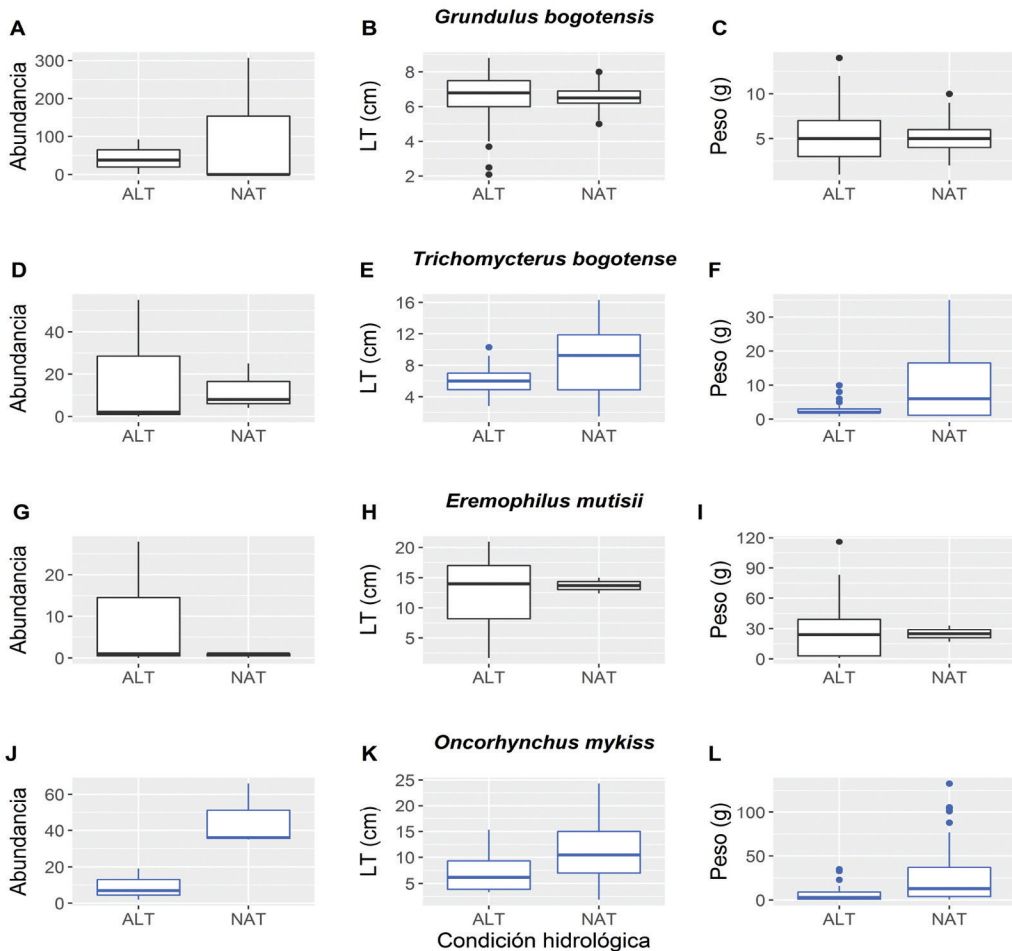 Grundulus bogotensis
A
Abundancia
300
200
100
0
ALT NAT
B
LT (cm)
8
6
4
2
ALT NAT
C
Peso (g)
10
5
ALT NAT
Trichomycterus bogotense
D
Abundancia
40
20
0
ALT NAT
E
LT (cm)
16
12
8
4
ALT NAT
F
Peso (g)
30
20
10
0
ALT NAT
Eremophilus mutisii
G
Abundancia
20
10
0
ALT NAT
H
LT (cm)
20
15
10
5
ALT NAT
I
Peso (g)
120
90
60
30
0
ALT NAT
Oncorhynchus mykiss
J
Abundancia
60
40
20
0
ALT NAT
K
LT (cm)
25
20
15
10
5
ALT NAT
L
Peso (g)
100
50
0
ALT NAT
Condición hidrológica